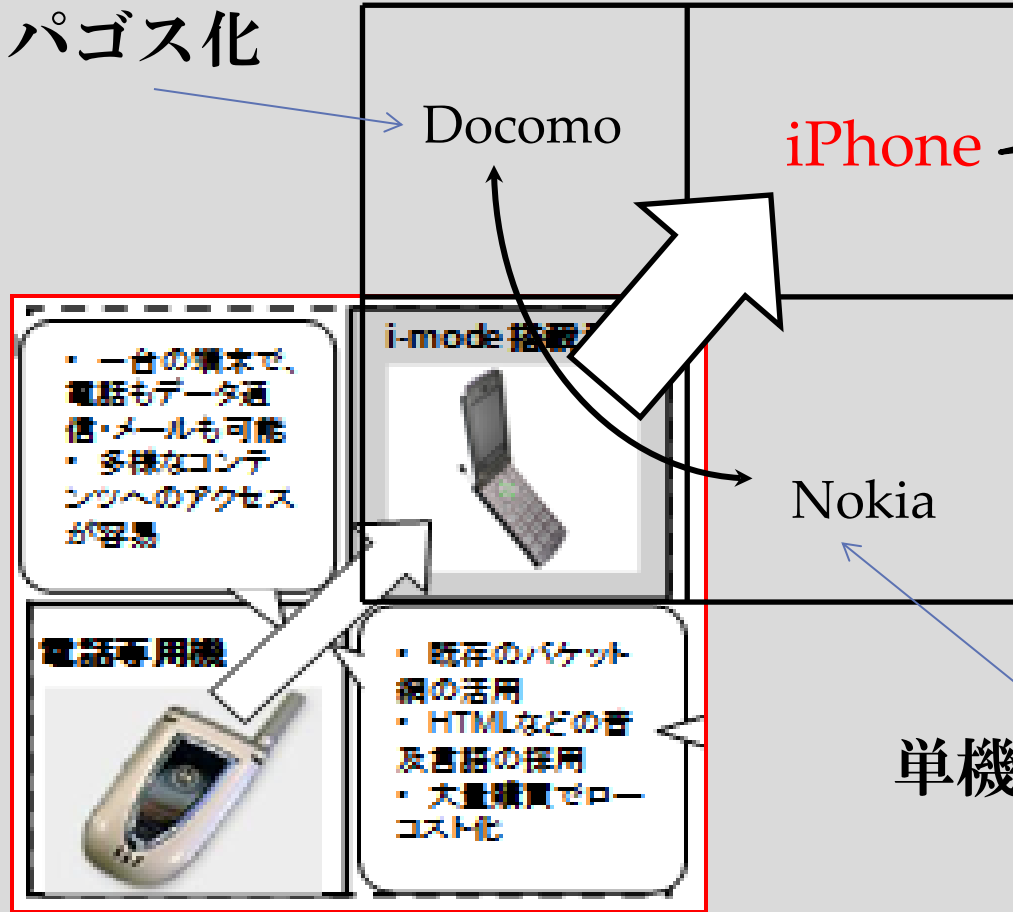 パゴス化
Docomo
iPhone
i-mode 搭載
・ 一台の端末で、
電話もデータ通
信・メールも可能
・ 多様なコンテ
ンツへのアクセス
が容易
Nokia
電話専用機
・ 既存のパケット
網の活用
・ HTMLなどの普
及言語の採用
・ 大量購買でロー
コスト化
単機